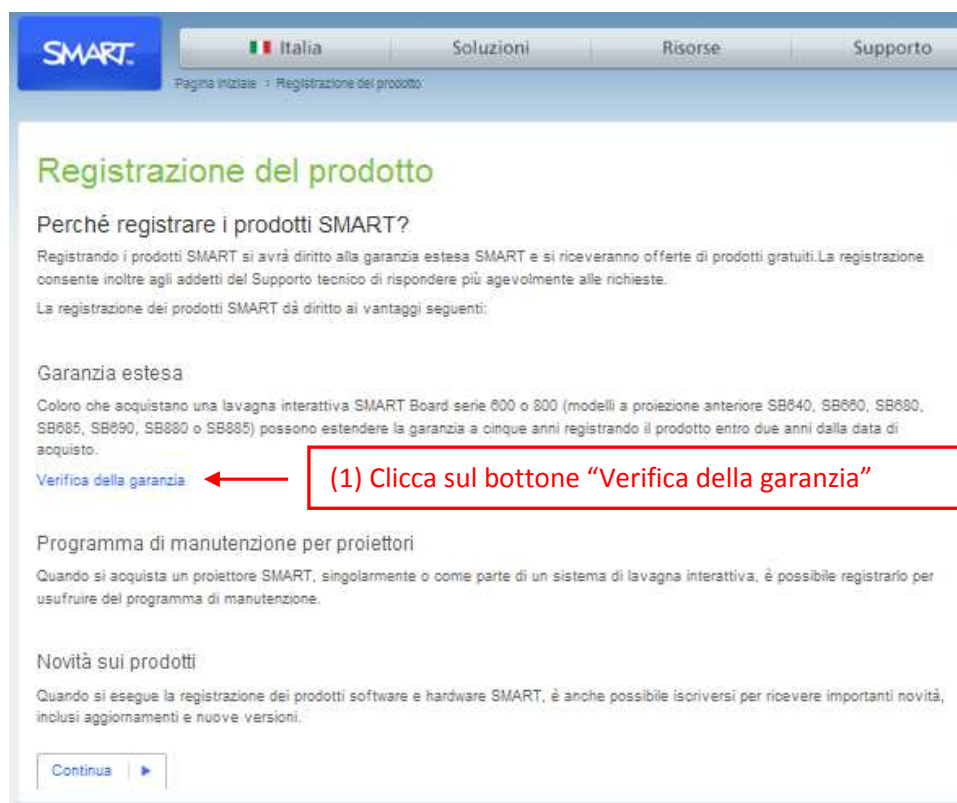 SMART.
Italia
Soluzioni
Risorse
Supporto
Pagina iniziale : Registrazione del prodotto
Registrazione del prodotto
Perché registrare i prodotti SMART?
Registrando i prodotti SMART si avrà diritto alla garanzia estesa SMART e si riceveranno offerte di prodotti gratuiti.La registrazione
consente inoltre agli addetti del Supporto tecnico di rispondere più agevolmente alle richieste.
La registrazione dei prodotti SMART dà diritto ai vantaggi seguenti:
Garanzia estesa
Coloro che acquistano una lavagna interattiva SMART Board serie 600 o 800 (modelli a proiezione anteriore SB640, SB660, SB680,
SB685, SB690, SB880 o SB885) possono estendere la garanzia a cinque anni registrando il prodotto entro due anni dalla data di
acquisto.
Verifica della garanzia
(1) Clicca sul bottone “Verifica della garanzia”
Programma di manutenzione per proiettori
Quando si acquista un proiettore SMART, singolarmente o come parte di un sistema di lavagna interattiva, è possibile registrarlo per
usufruire del programma di manutenzione.
Novità sui prodotti
Quando si esegue la registrazione dei prodotti software e hardware SMART, è anche possibile iscriversi per ricevere importanti novità,
inclusi aggiornamenti e nuove versioni.
Continua